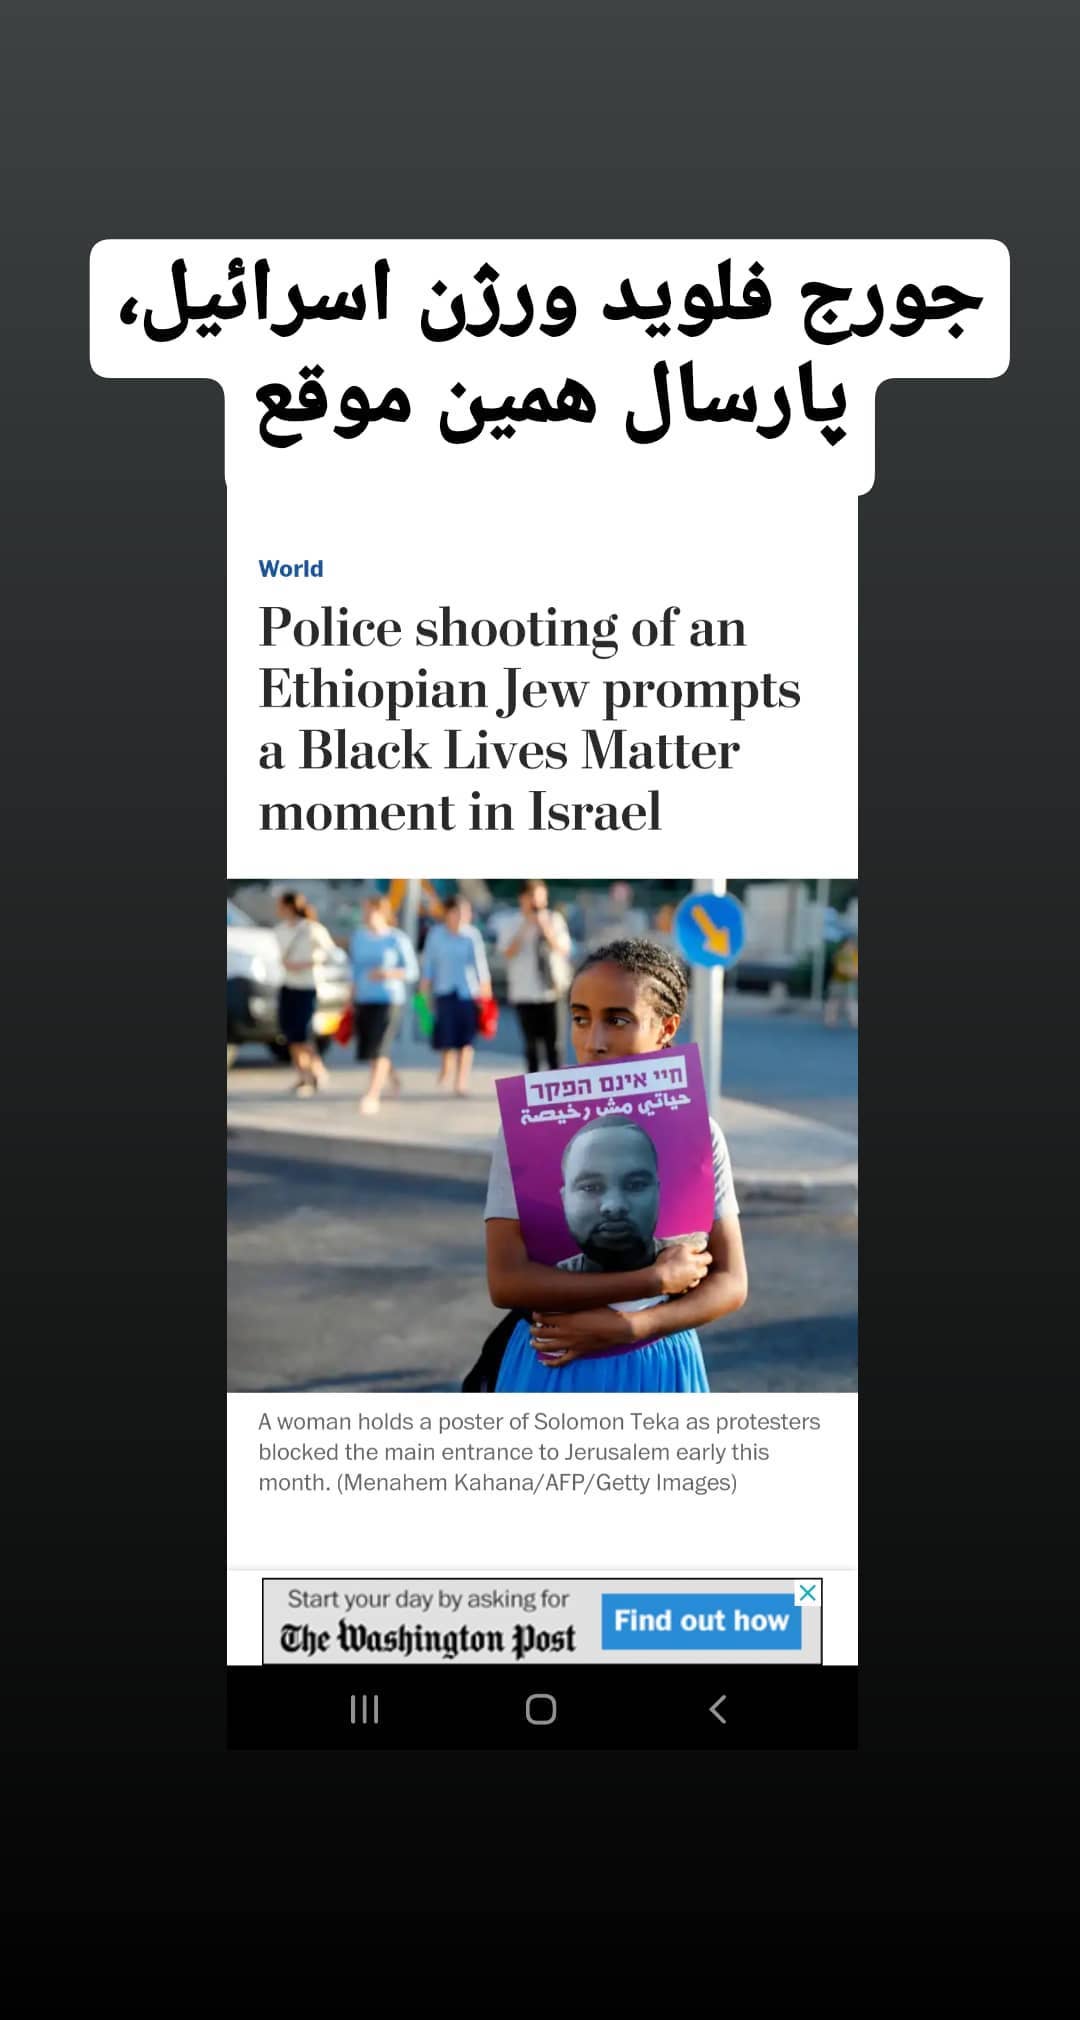 جورج فلوید ورژن اسرائیل،
پارسال همین موقع
World
Police shooting of an
Ethiopian Jew prompts
a Black Lives Matter
moment in Israel
חיי אינם הפקר
حياتي مش رخيصة
A woman holds a poster of Solomon Teka as protesters
blocked the main entrance to Jerusalem early this
month. (Menahem Kahana/AFP/Getty Images)
Start your day by asking for
The Washington Post
Find out how